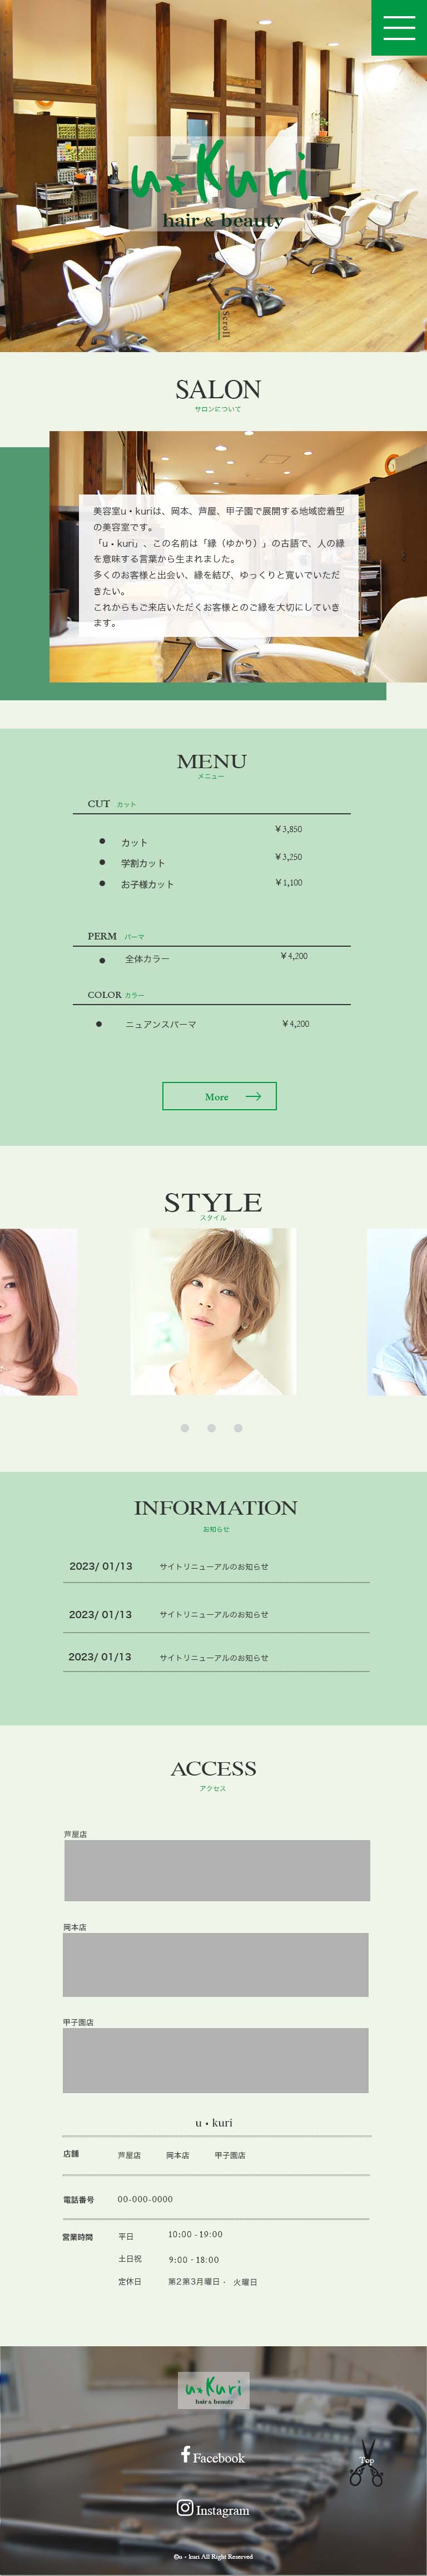 u★Kuri
hair & beauty
Scroll
SALON
サロンについて
美容室u・kuriは、岡本、芦屋、甲子園で展開する地域密着型
の美容室です。
「u・kuri」、この名前は「縁（ゆかり）」の古語で、人の縁
を意味する言葉から生まれました。
多くのお客様と出会い、縁を結び、ゆっくりと寛いでいただ
きたい。
これからもご来店いただくお客様とのご縁を大切にしていき
ます。
MENU
メニュー
CUT カット
● カット ￥3,850
● 学割カット ￥3,250
● お子様カット ￥1,100
PERM パーマ
● 全体カラー ￥4,200
COLOR カラー
● ニュアンスパーマ ￥4,200
More →
STYLE
スタイル
INFORMATION
お知らせ
2023/ 01/13 サイトリニューアルのお知らせ
2023/ 01/13 サイトリニューアルのお知らせ
2023/ 01/13 サイトリニューアルのお知らせ
ACCESS
アクセス
芦屋店
岡本店
甲子園店
u・kuri
店舗 芦屋店 岡本店 甲子園店
電話番号 00-000-0000
営業時間 平日 10:00 - 19:00
土日祝 9:00 - 18:00
定休日 第2第3月曜日・ 火曜日
u★Kuri
hair & beauty
Facebook
Top
Instagram
©u・kuri All Right Reserved